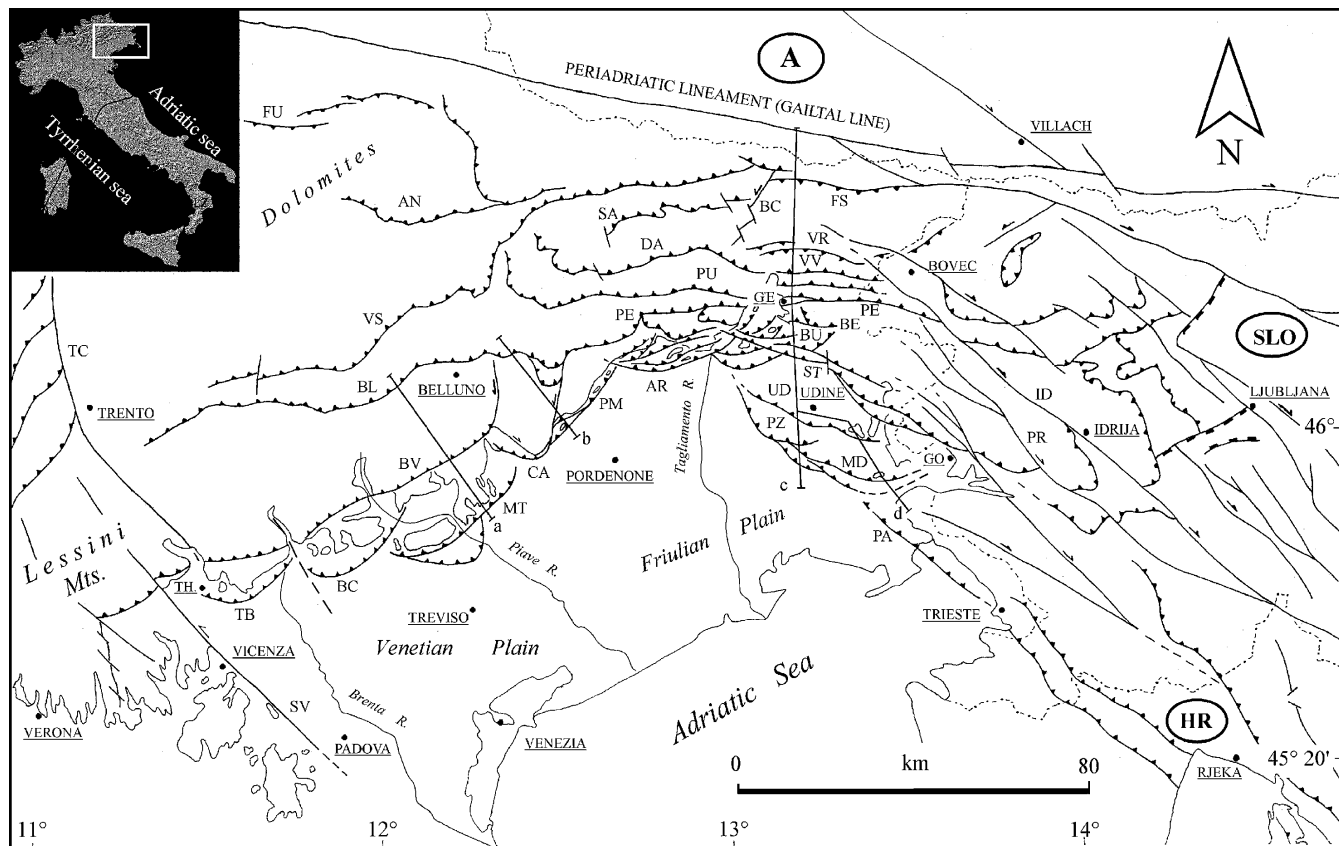 A
PERIADRIATIC LINEAMENT (GAILTAL LINE)
VILLACH
N
Adriatic sea
Tyrrhenian sea
FU
Dolomites
AN
SA
BC
FS
DA
VR
VV
BOVEC
PU
GE
PE
PE
BE
BU
VS
SLO
TC
BL
BELLUNO
AR
ST
TRENTO
PM
UD
UDINE
ID
LJUBLJANA
46°
b
PZ
PR
IDRIJA
Tagliamento R.
BV
CA
PORDENONE
MD
GO
c
MT
a
d
Lessini
Mts.
Piave R.
Friulian Plain
PA
TH.
TB
BC
TREVISO
TRIESTE
VICENZA
Venetian Plain
Adriatic Sea
Brenta R.
SV
VERONA
PADOVA
VENEZIA
HR
0 km 80
45° 20'
RJEKA
11° 12° 13° 14°